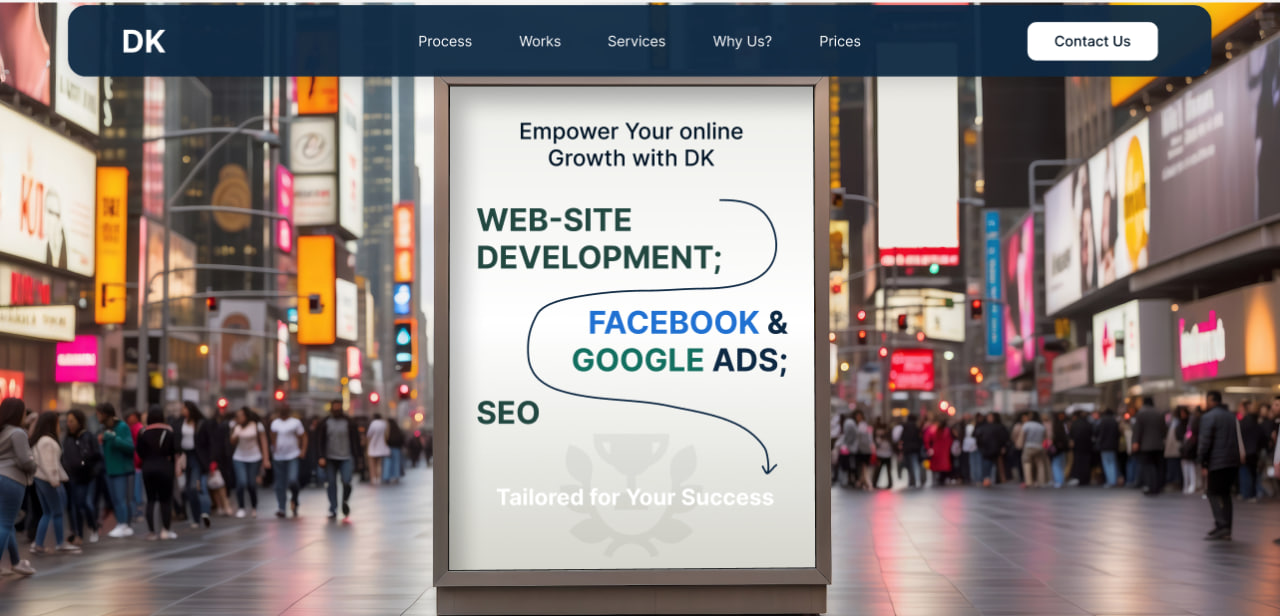 DK
Process
Works
Services
Why Us?
Prices
Contact Us
Empower Your online
Growth with DK
WEB-SITE
DEVELOPMENT;
FACEBOOK &
GOOGLE ADS;
SEO
Tailored for Your Success